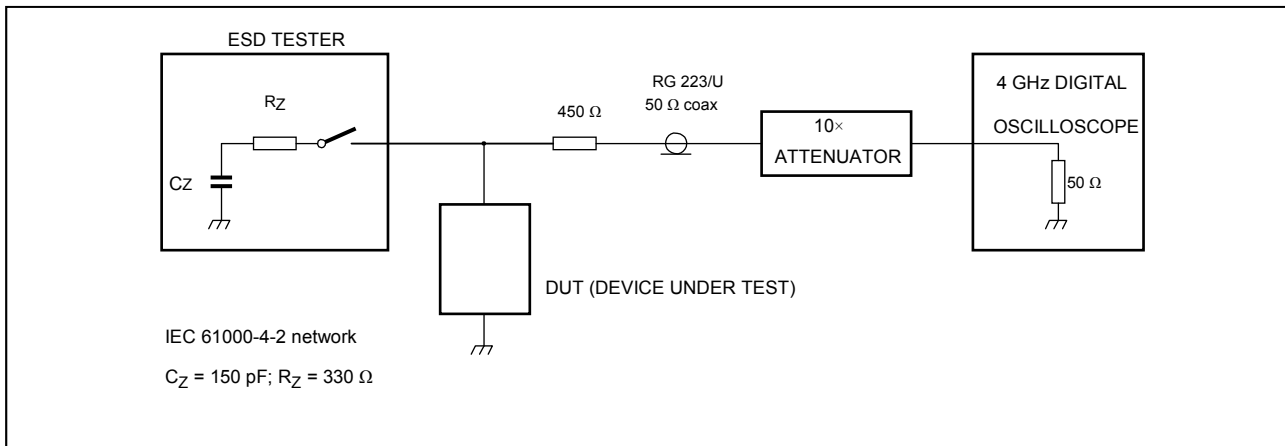 ESD TESTER
RZ
CZ
450 Ω
RG 223/U
50 Ω coax
10×
ATTENUATOR
4 GHz DIGITAL
OSCILLOSCOPE
50 Ω
DUT (DEVICE UNDER TEST)
IEC 61000-4-2 network
CZ = 150 pF; RZ = 330 Ω